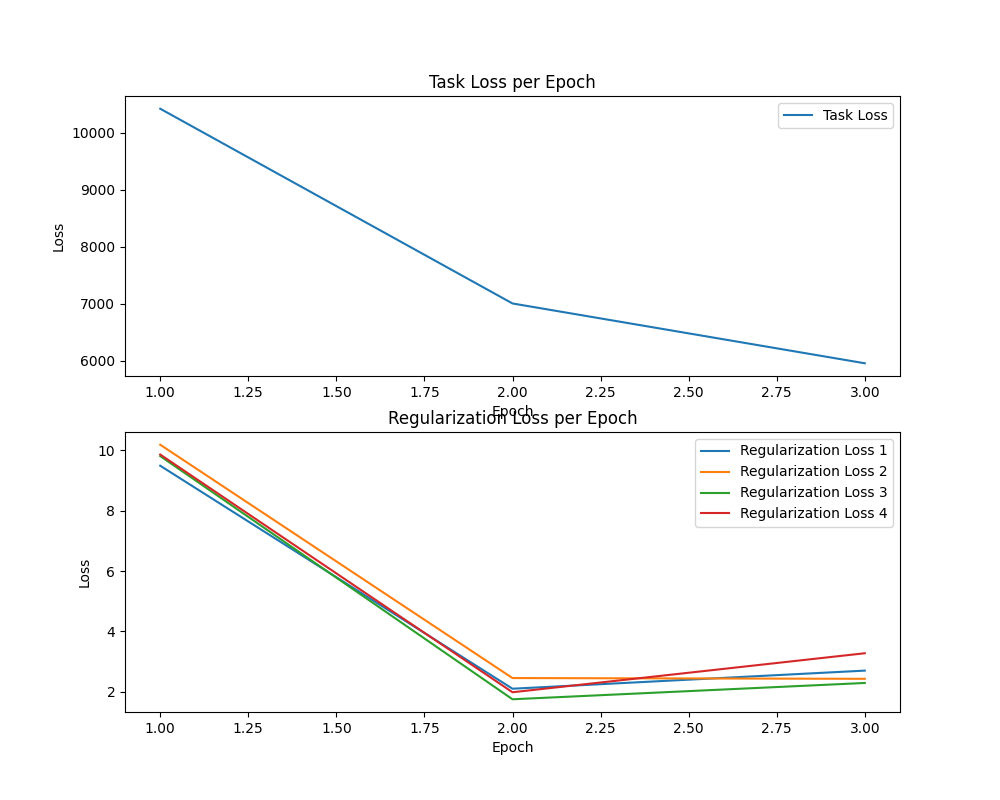 Task Loss per Epoch
Task Loss
10000
9000
8000
7000
6000
Loss
1.00 1.25 1.50 1.75 2.00 2.25 2.50 2.75 3.00
Epoch
Regularization Loss per Epoch
Regularization Loss 1
Regularization Loss 2
Regularization Loss 3
Regularization Loss 4
10
8
6
4
2
Loss
1.00 1.25 1.50 1.75 2.00 2.25 2.50 2.75 3.00
Epoch